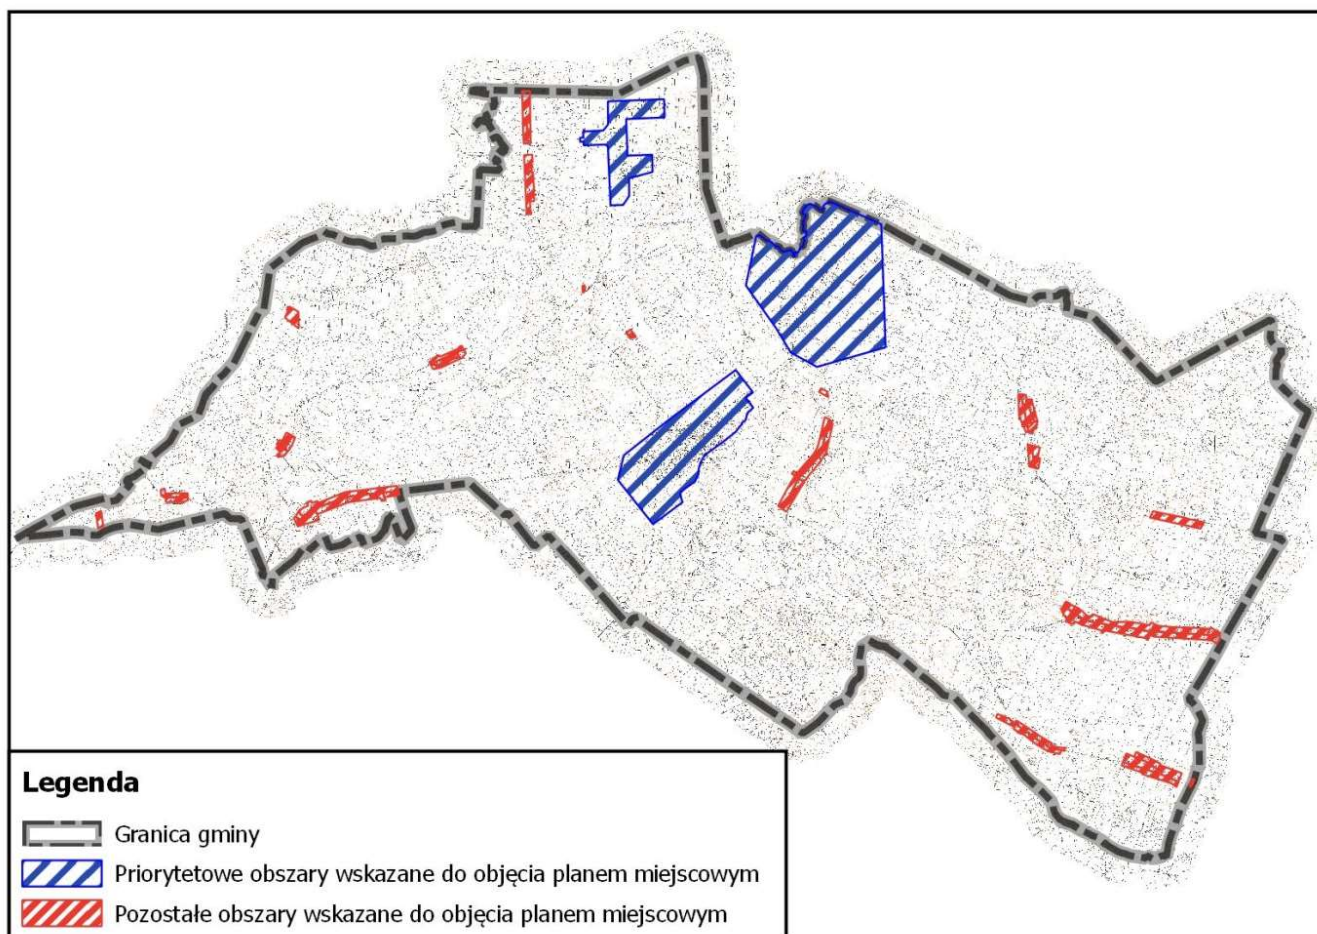 Legenda
Granica gminy
Priorytetowe obszary wskazane do objęcia planem miejscowym
Pozostałe obszary wskazane do objęcia planem miejscowym